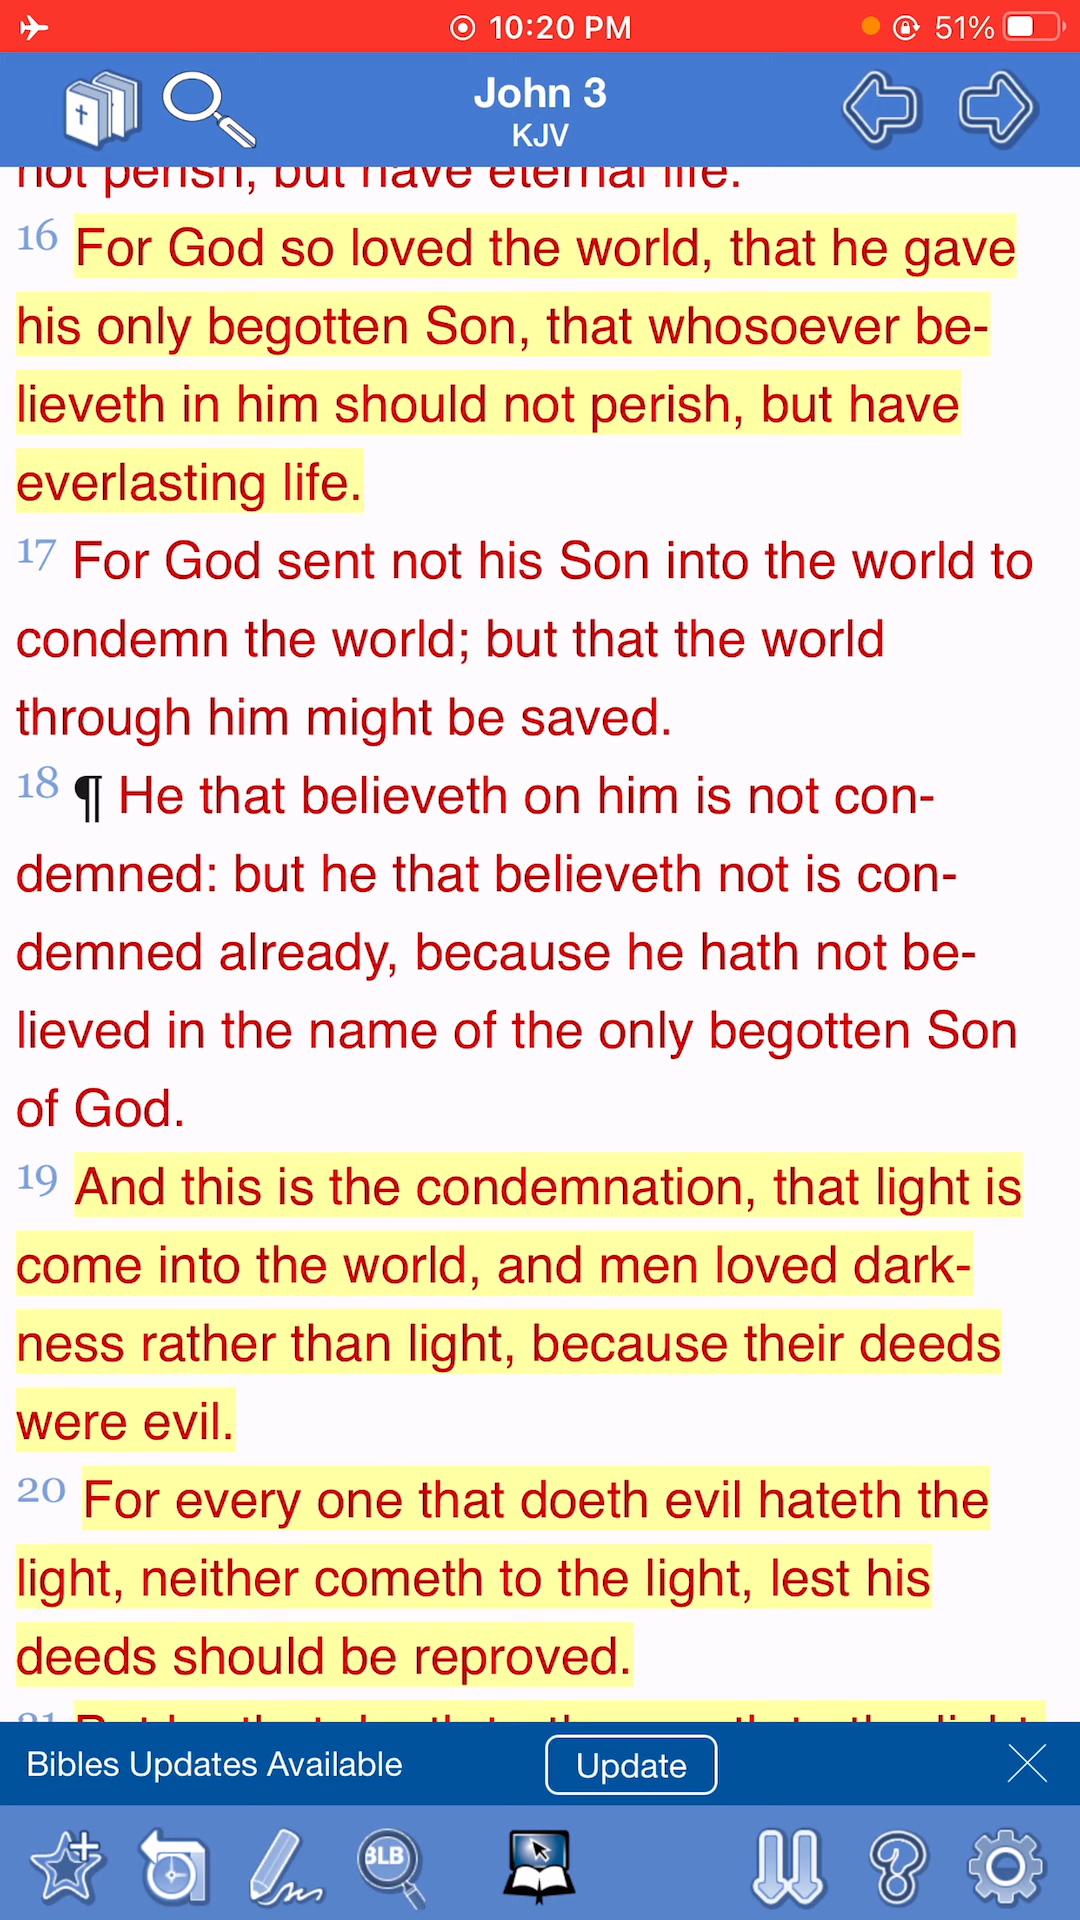 10:20 PM
51%
John 3
KJV
not perish, but have eternal life.
16 For God so loved the world, that he gave
his only begotten Son, that whosoever be-
lieveth in him should not perish, but have
everlasting life.
17 For God sent not his Son into the world to
condemn the world; but that the world
through him might be saved.
18 ¶ He that believeth on him is not con-
demned: but he that believeth not is con-
demned already, because he hath not be-
lieved in the name of the only begotten Son
of God.
19 And this is the condemnation, that light is
come into the world, and men loved dark-
ness rather than light, because their deeds
were evil.
20 For every one that doeth evil hateth the
light, neither cometh to the light, lest his
deeds should be reproved.
21
Bibles Updates Available
Update
BLB